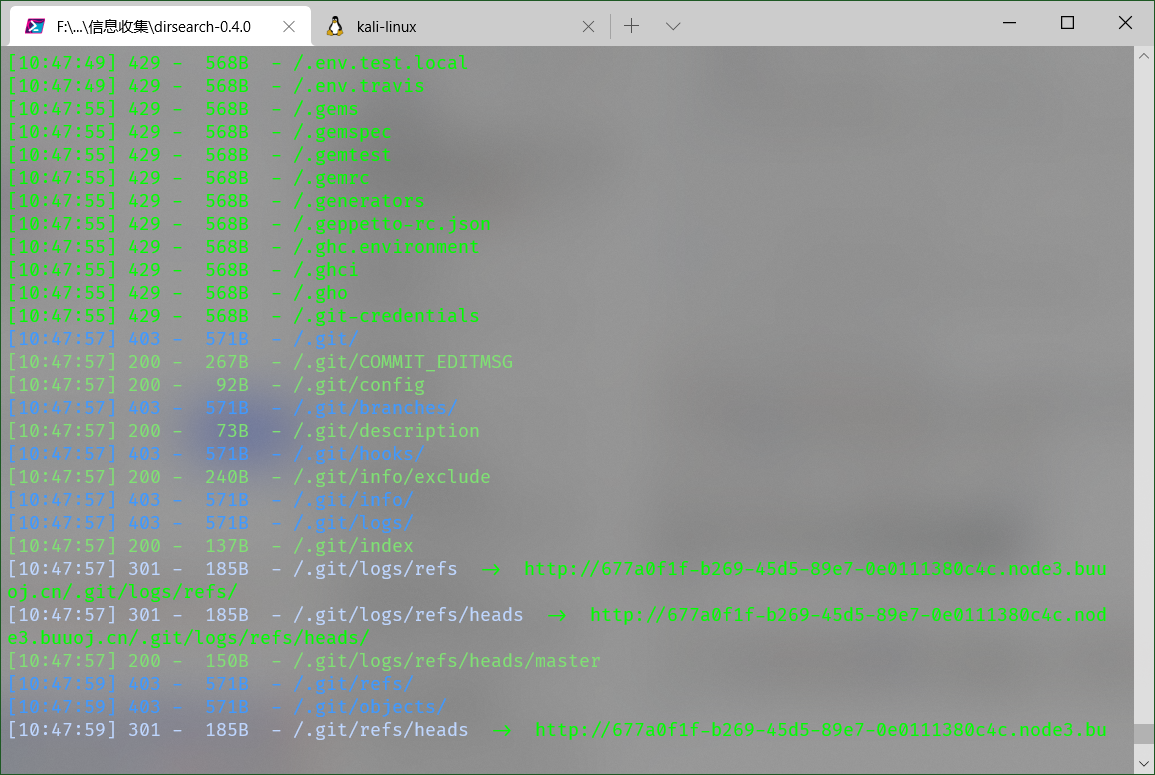 F:\...\信息收集\dirsearch-0.4.0
kali-linux
[10:47:49] 429 - 568B - /.env.test.local
[10:47:49] 429 - 568B - /.env.travis
[10:47:55] 429 - 568B - /.gems
[10:47:55] 429 - 568B - /.gemspec
[10:47:55] 429 - 568B - /.gemtest
[10:47:55] 429 - 568B - /.gemrc
[10:47:55] 429 - 568B - /.generators
[10:47:55] 429 - 568B - /.geppetto-rc.json
[10:47:55] 429 - 568B - /.ghc.environment
[10:47:55] 429 - 568B - /.ghci
[10:47:55] 429 - 568B - /.gho
[10:47:55] 429 - 568B - /.git-credentials
[10:47:57] 403 - 571B - /.git/
[10:47:57] 200 - 267B - /.git/COMMIT_EDITMSG
[10:47:57] 200 - 92B - /.git/config
[10:47:57] 403 - 571B - /.git/branches/
[10:47:57] 200 - 73B - /.git/description
[10:47:57] 403 - 571B - /.git/hooks/
[10:47:57] 200 - 240B - /.git/info/exclude
[10:47:57] 403 - 571B - /.git/info/
[10:47:57] 403 - 571B - /.git/logs/
[10:47:57] 200 - 137B - /.git/index
[10:47:57] 301 - 185B - /.git/logs/refs -> http://677a0f1f-b269-45d5-89e7-0e0111380c4c.node3.buu
oj.cn/.git/logs/refs/
[10:47:57] 301 - 185B - /.git/logs/refs/heads -> http://677a0f1f-b269-45d5-89e7-0e0111380c4c.nod
e3.buuoj.cn/.git/logs/refs/heads/
[10:47:57] 200 - 150B - /.git/logs/refs/heads/master
[10:47:59] 403 - 571B - /.git/refs/
[10:47:59] 403 - 571B - /.git/objects/
[10:47:59] 301 - 185B - /.git/refs/heads -> http://677a0f1f-b269-45d5-89e7-0e0111380c4c.node3.bu